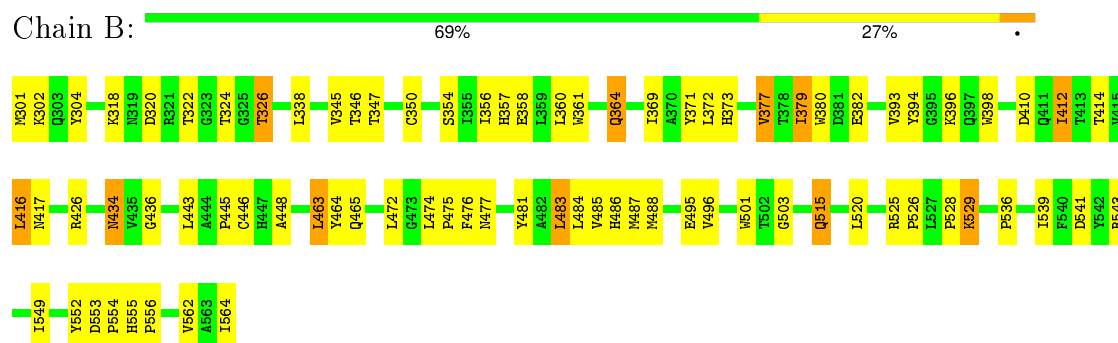 Chain B:
69% 27% •
M301 K302 Q303 Y304 K318 N319 D320 R321 T322 G323 T324 G325 T326 L338 V345 T346 T347 C350 S354 I355 I356 H357 E358 L359 L360 W361 Q364 I369 A370 Y371 L372 H373 V377 T378 I379 W380 D381 E382 V393 Y394 G395 K396 Q397 W398 D410 Q411 I412 T413 T414 V415
L416 N417 R426 N434 V435 G436 L443 A444 P445 C446 H447 A448 L463 Y464 Q465 L472 G473 L474 P475 F476 N477 Y481 A482 L483 L484 V485 H486 M487 M488 E495 V496 W501 T502 G503 Q515 L520 R525 P526 L527 P528 K529 P536 I539 F540 D541 Y542 R543
I549 Y552 D553 P554 H555 P556 V562 A563 I564